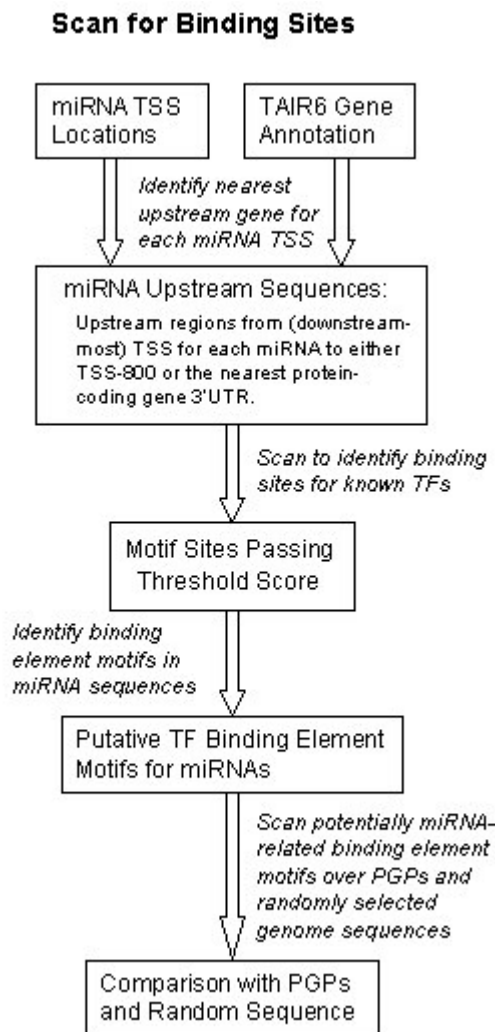 Scan for Binding Sites
miRNA TSS
Locations
TAIR6 Gene
Annotation
Identify nearest
upstream gene for
each miRNA TSS
miRNA Upstream Sequences:
Upstream regions from (downstream-
most) TSS for each miRNA to either
TSS-800 or the nearest protein-
coding gene 3'UTR.
Scan to identify binding
sites for known TFs
Motif Sites Passing
Threshold Score
Identify binding
element motifs in
miRNA sequences
Putative TF Binding Element
Motifs for miRNAs
Scan potentially miRNA-
related binding element
motifs over PGPs and
randomly selected
genome sequences
Comparison with PGPs
and Random Sequence